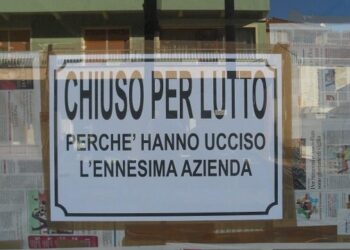 CHIUSO PER LUTTO
PERCHE' HANNO UCCISO
L'ENNESIMA AZIENDA